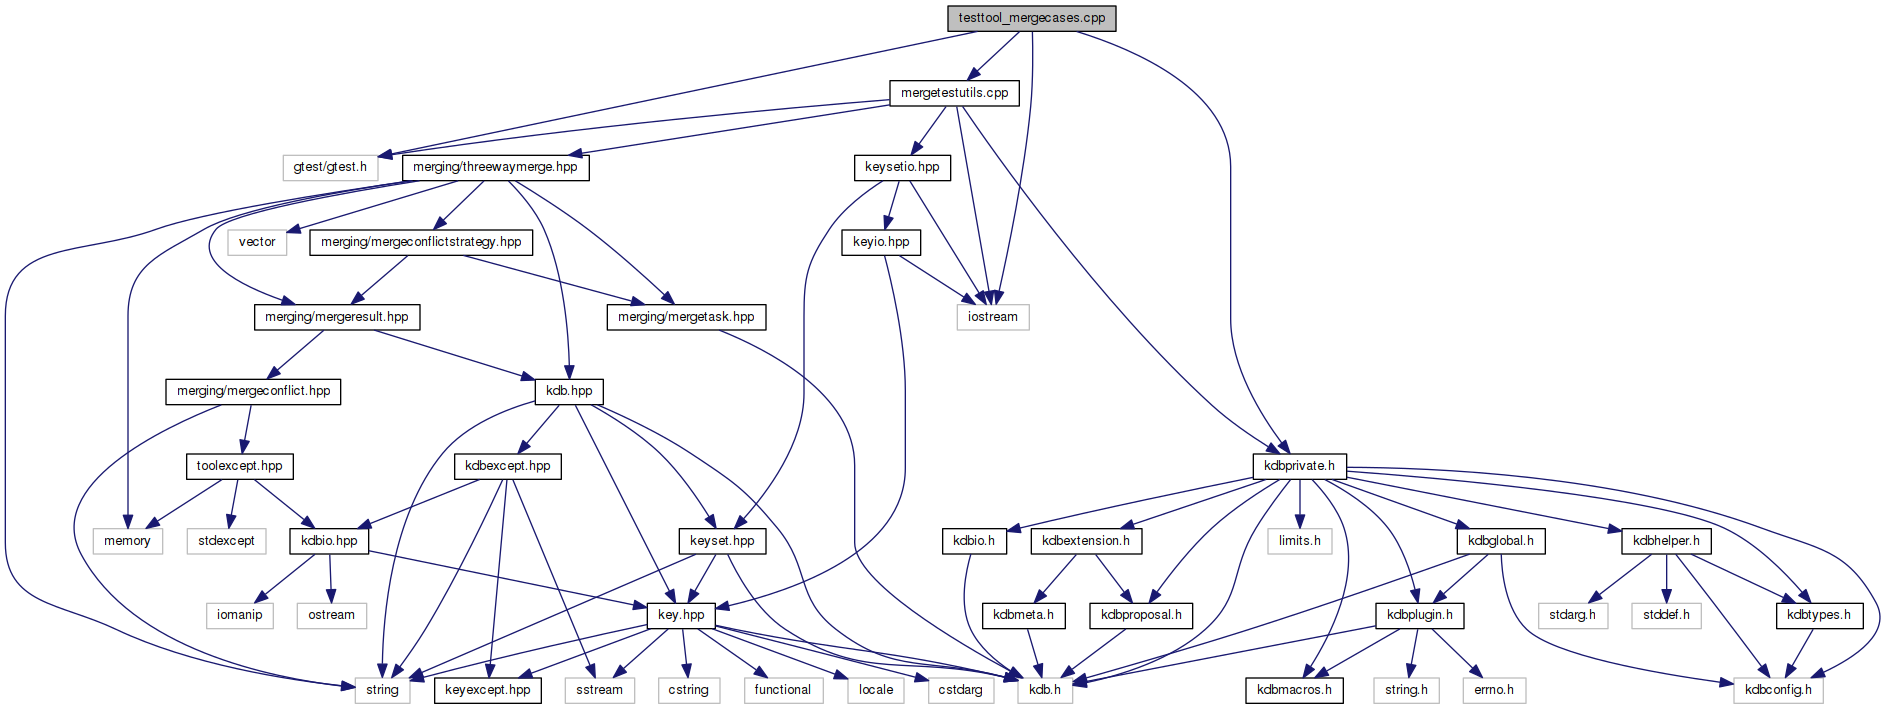 testtool_mergecases.cpp
mergetestutils.cpp
gtest/gtest.h
merging/threewaymerge.hpp
keysetio.hpp
vector
merging/mergeconflictstrategy.hpp
keyio.hpp
merging/mergeresult.hpp
merging/mergetask.hpp
iostream
merging/mergeconflict.hpp
kdb.hpp
toolexcept.hpp
kdbexcept.hpp
kdbprivate.h
memory
stdexcept
kdbio.hpp
keyset.hpp
kdbio.h
kdbextension.h
limits.h
kdbglobal.h
kdbhelper.h
iomanip
ostream
key.hpp
kdbmeta.h
kdbproposal.h
kdbplugin.h
stdarg.h
stddef.h
kdbtypes.h
string
keyexcept.hpp
sstream
cstring
functional
locale
cstdarg
kdb.h
kdbmacros.h
string.h
errno.h
kdbconfig.h